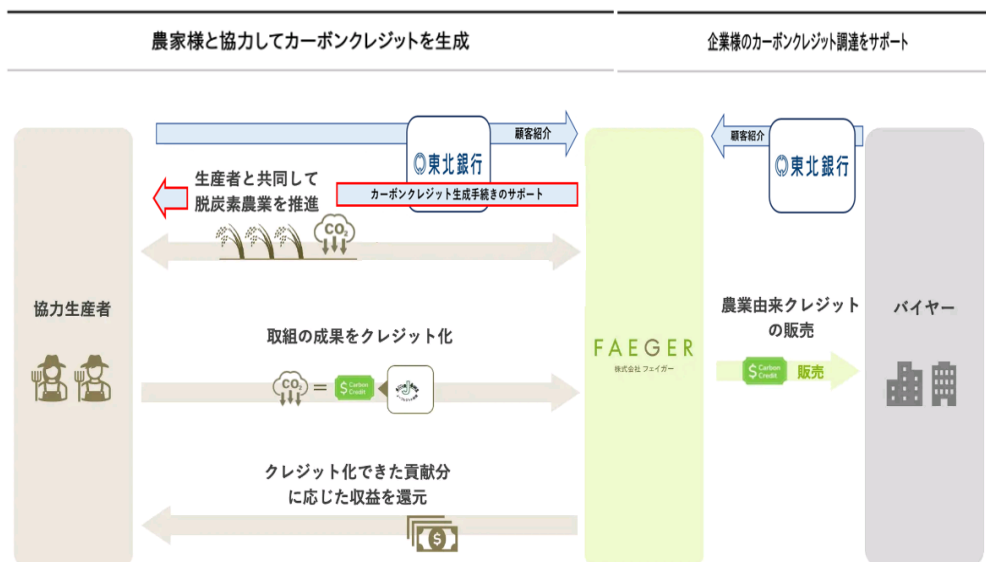 農家様と協力してカーボンクレジットを生成
企業様のカーボンクレジット調達をサポート
顧客紹介
東北銀行
カーボンクレジット生成手続きのサポート
生産者と共同して
脱炭素農業を推進
CO₂
顧客紹介
東北銀行
協力生産者
取組の成果をクレジット化
CO₂
=
$ Carbon
Credit
FAEGER
株式会社 フェイガー
農業由来クレジット
の販売
$ Carbon
Credit
販売
バイヤー
クレジット化できた貢献分
に応じた収益を還元
$